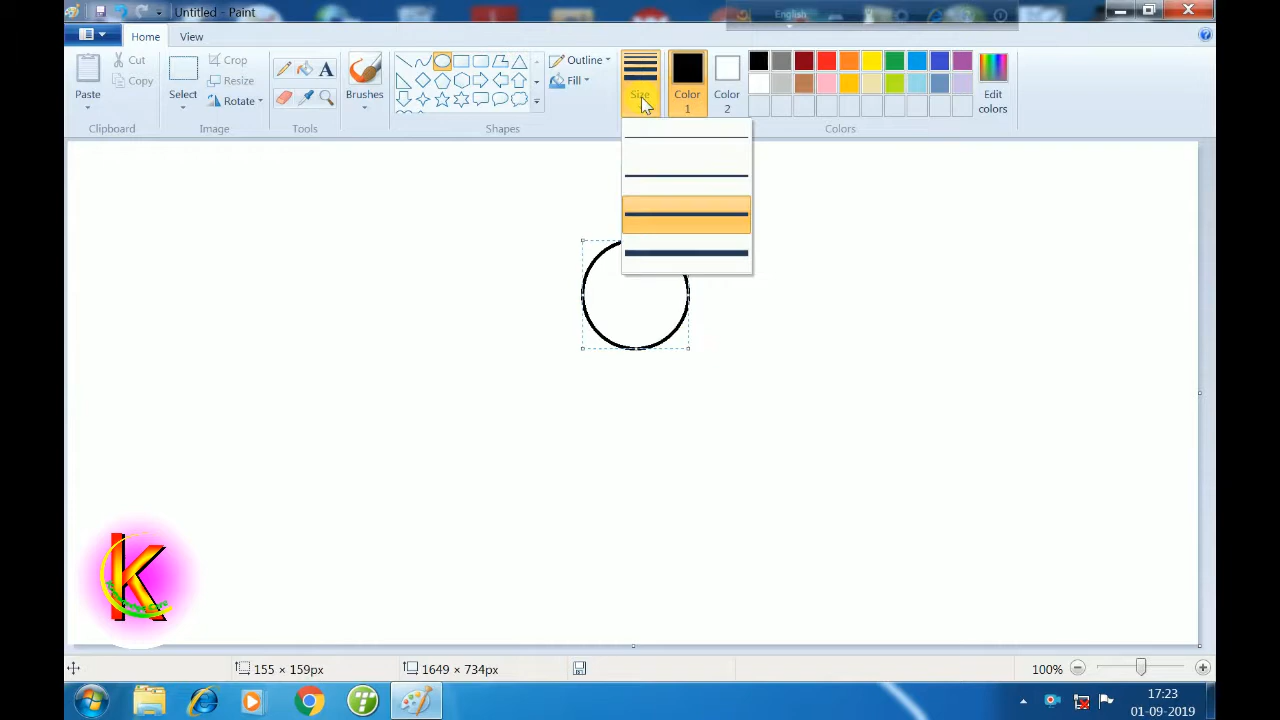 Untitled - Paint
English
Home
View
Paste
Cut
Copy
Clipboard
Select
Crop
Resize
Rotate
Image
A
Tools
Brushes
Outline
Fill
Shapes
Size
Color 1
Color 2
Edit colors
Colors
K
155 × 159px
1649 × 734px
100%
17:23
01-09-2019